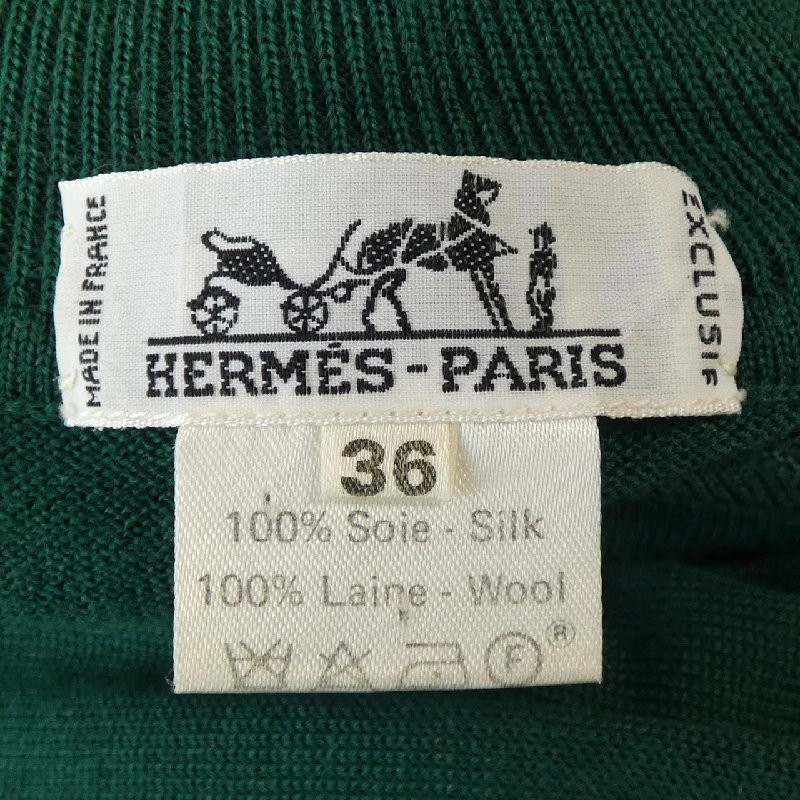 MADE IN FRANCE
HERMÈS-PARIS
EXCLUSIF
36
100% Soie - Silk
100% Laine - Wool
F ®